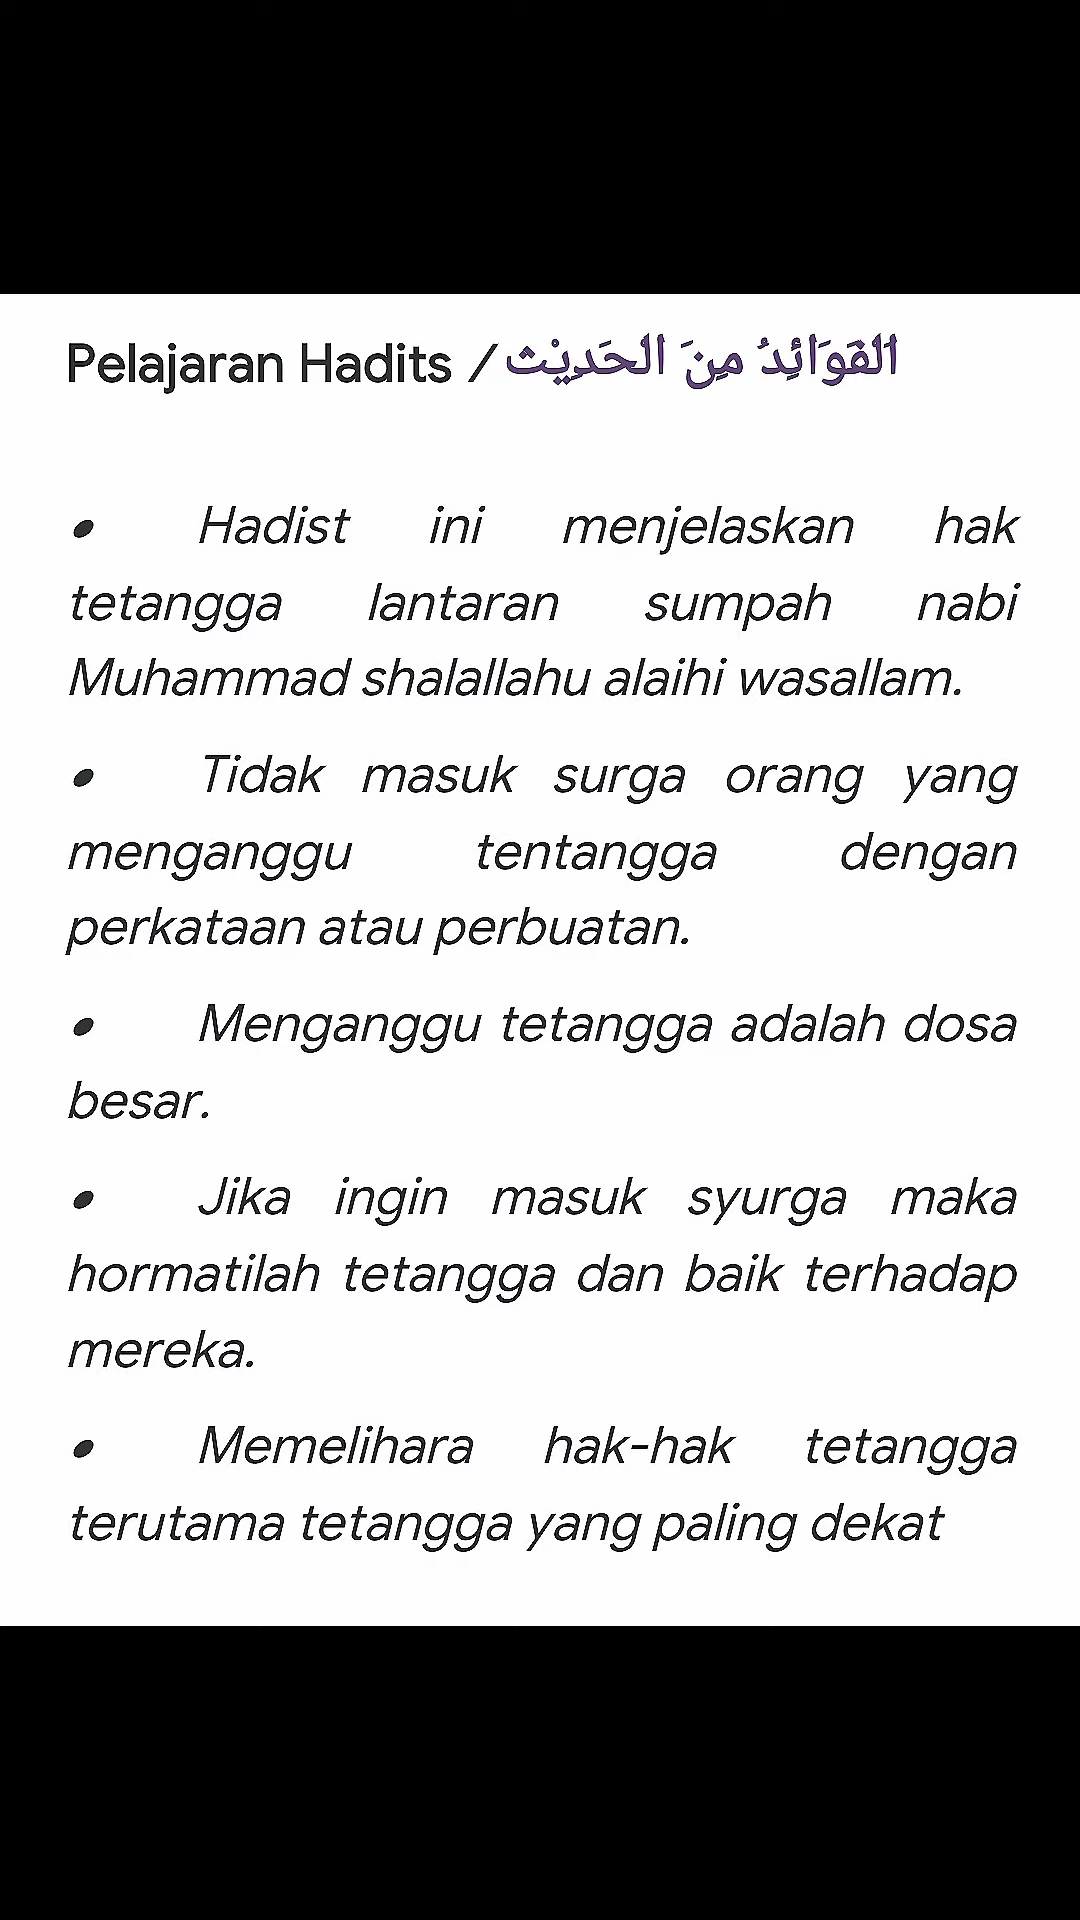 Pelajaran Hadits / اَلْفَوَائِدُ مِنَ الْحَدِيْث
• Hadist ini menjelaskan hak
tetangga lantaran sumpah nabi
Muhammad shalallahu alaihi wasallam.
• Tidak masuk surga orang yang
menganggu tentangga dengan
perkataan atau perbuatan.
• Menganggu tetangga adalah dosa
besar.
• Jika ingin masuk syurga maka
hormatilah tetangga dan baik terhadap
mereka.
• Memelihara hak-hak tetangga
terutama tetangga yang paling dekat